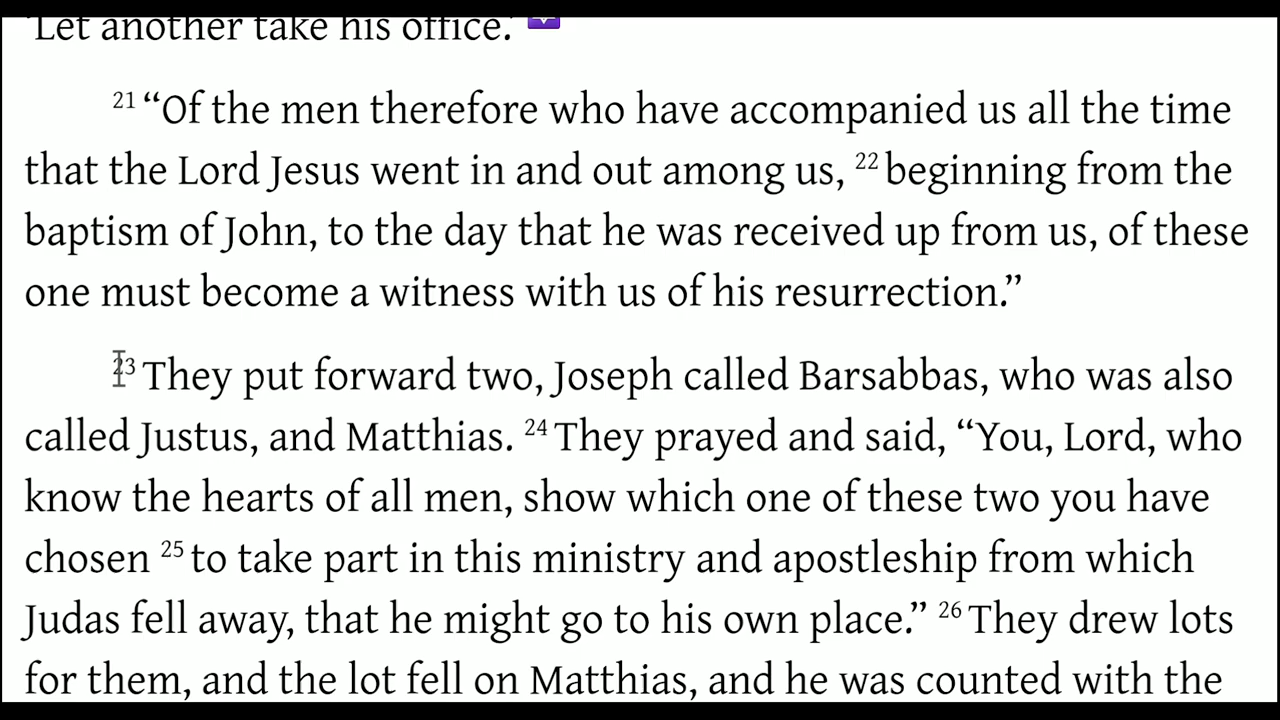 'Let another take his office.'
21 “Of the men therefore who have accompanied us all the time
that the Lord Jesus went in and out among us, 22 beginning from the
baptism of John, to the day that he was received up from us, of these
one must become a witness with us of his resurrection.”
23 They put forward two, Joseph called Barsabbas, who was also
called Justus, and Matthias. 24 They prayed and said, “You, Lord, who
know the hearts of all men, show which one of these two you have
chosen 25 to take part in this ministry and apostleship from which
Judas fell away, that he might go to his own place.” 26 They drew lots
for them, and the lot fell on Matthias, and he was counted with the